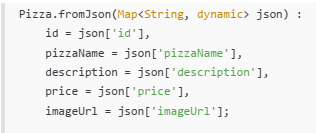 Pizza.fromJson(Map<String, dynamic> json) :
id = json['id'],
pizzaName = json['pizzaName'],
description = json['description'],
price = json['price'],
imageUrl = json['imageUrl'];